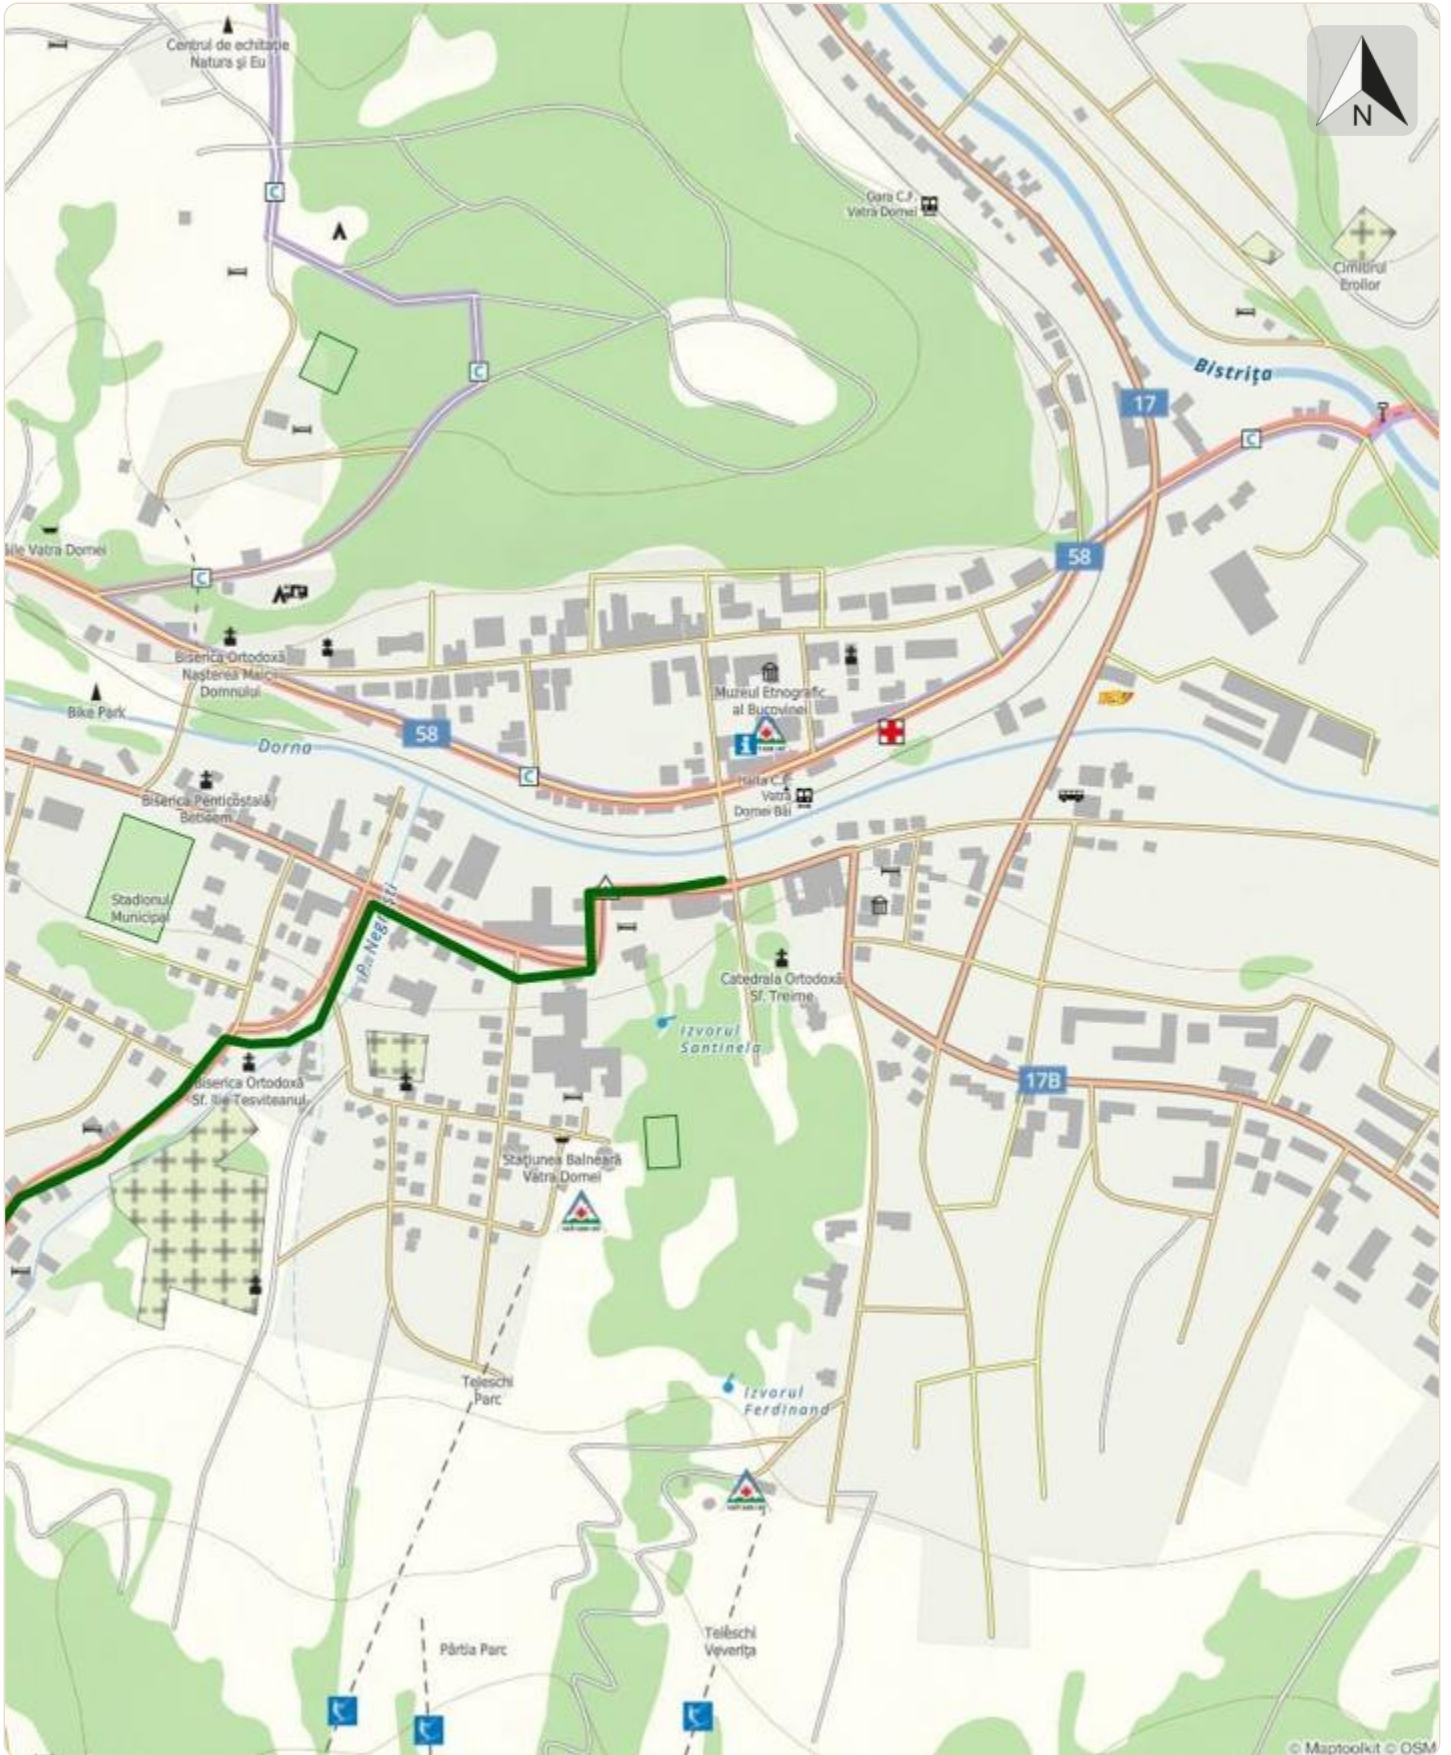 Centrul de echitație
Natura și Eu
N
C
Gara C.F.
Vatra Dornei
Cimitirul
Eroilor
Bistrița
C
17
C
Vatra Dornei
58
C
Biserica Ortodoxă
Nașterea Maicii
Domnului
Muzeul Etnografic
al Bucovinei
Bike Park
58
i
Dorna
C
Halta C.F.
Vatra
Dornei Băi
Biserica Penticostală
Betleem
Stadionul
Municipal
P. Negrești
Catedrala Ortodoxă
Sf. Treime
Izvorul
Santinela
17B
Biserica Ortodoxă
Sf. Ilie Tesviteanul
Stațiunea Balneară
Vatra Dornei
Teleschi
Parc
Izvorul
Ferdinand
Teleschi
Veverița
Pârtia Parc
© Maptoolkit © OSM